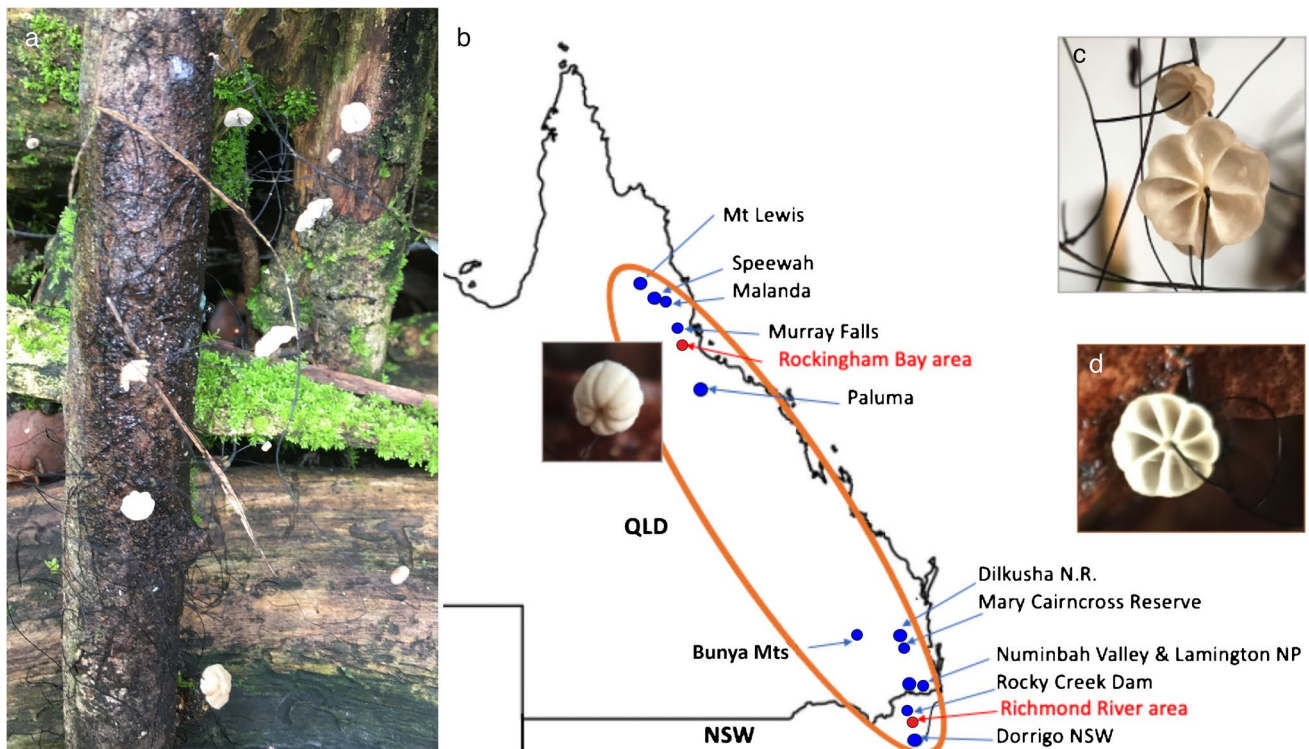 a
b
c
Mt Lewis
Speewah
Malanda
Murray Falls
Rockingham Bay area
Paluma
d
QLD
Dilkusha N.R.
Mary Cairncross Reserve
Bunya Mts
Numinbah Valley & Lamington NP
Rocky Creek Dam
Richmond River area
NSW
Dorrigo NSW